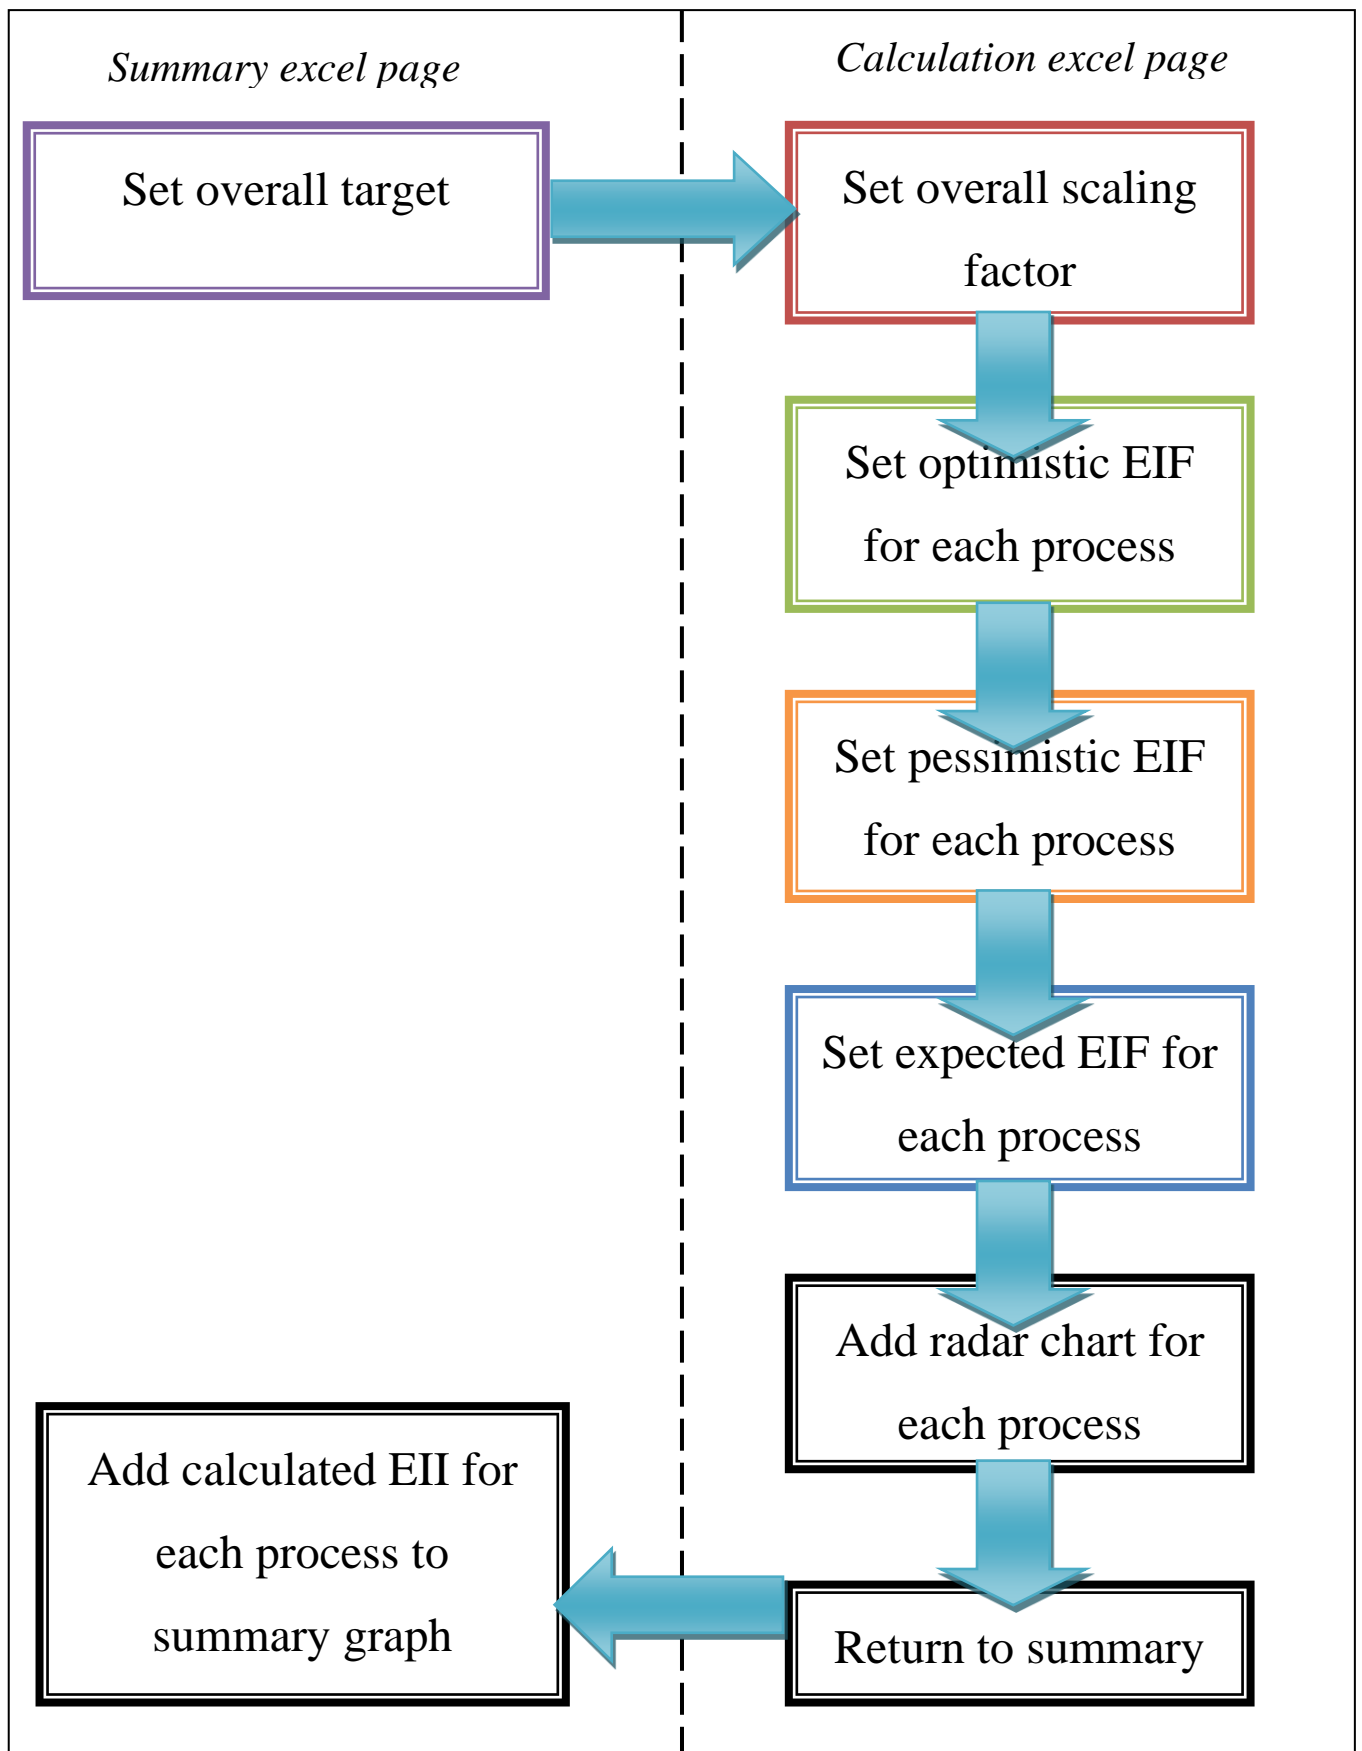 Summary excel page
Calculation excel page
Set overall target
Set overall scaling
factor
Set optimistic EIF
for each process
Set pessimistic EIF
for each process
Set expected EIF for
each process
Add radar chart for
each process
Add calculated EII for
each process to
summary graph
Return to summary